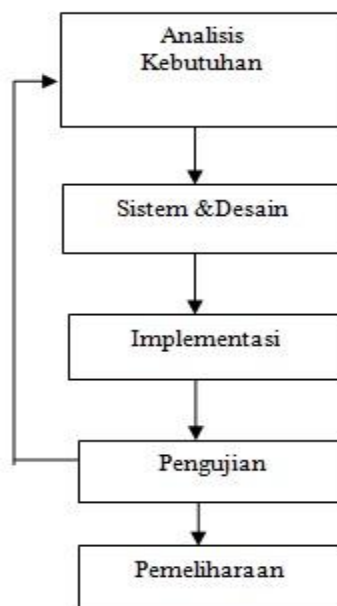 Analisis
Kebutuhan
Sistem &Desain
Implementasi
Pengujian
Pemeliharaan